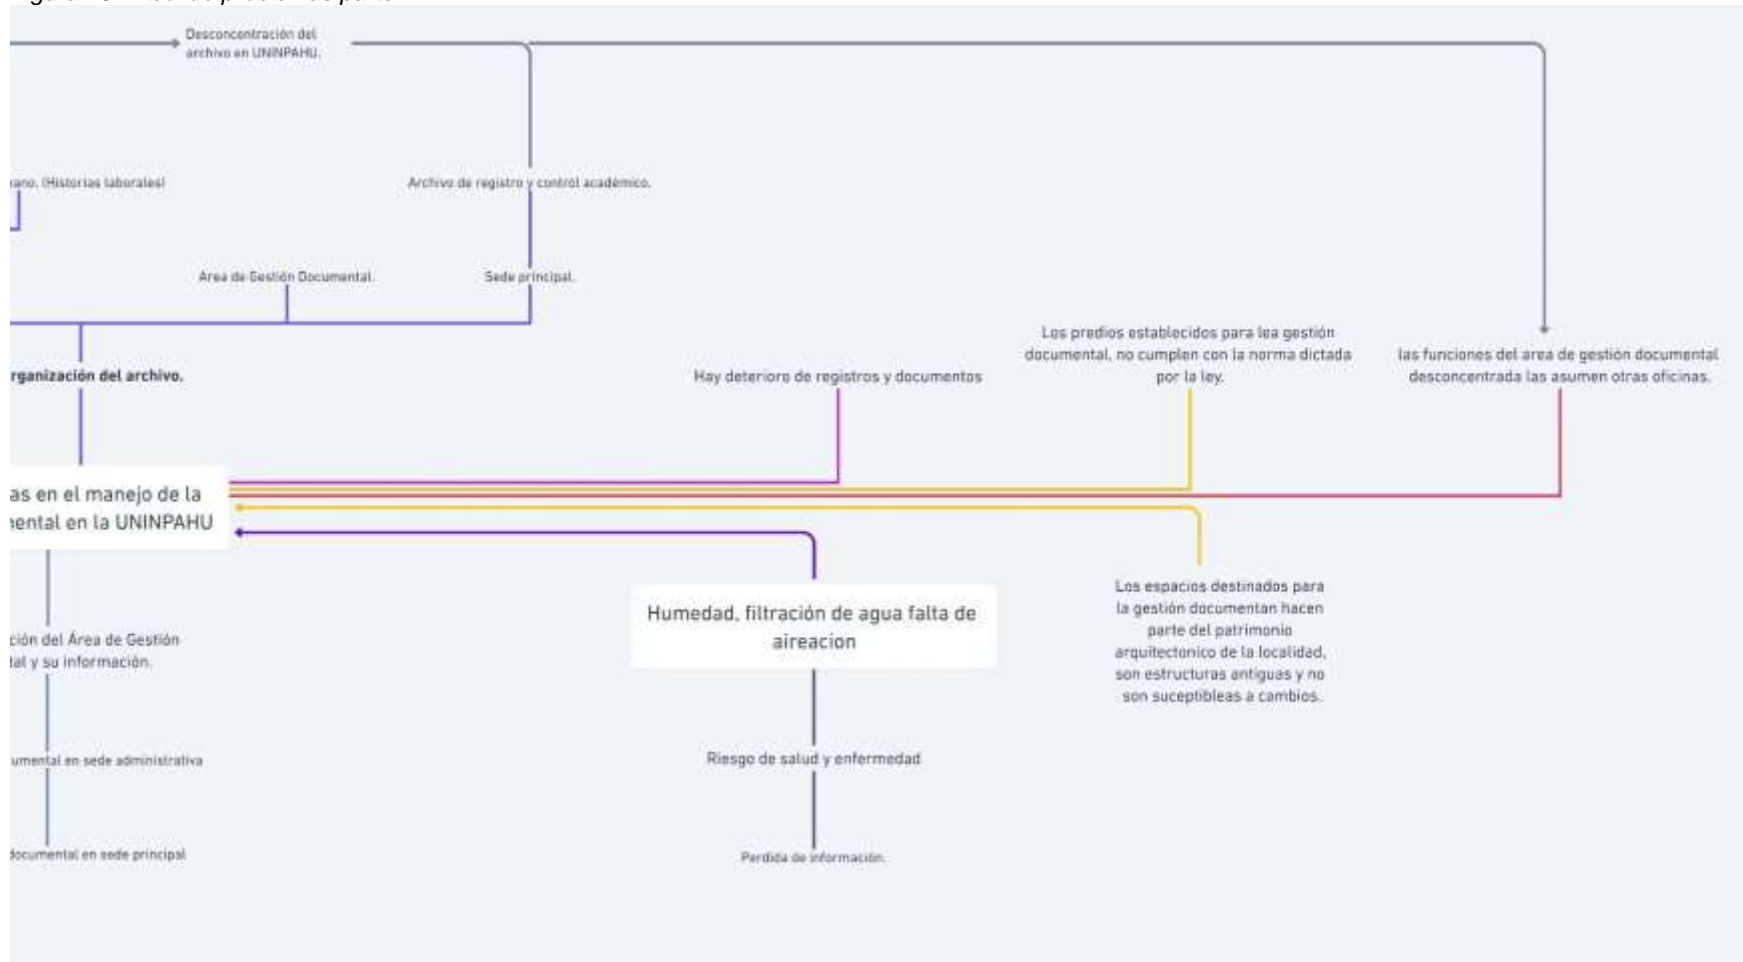 Desconcentración del
archivo en UNINPAHU.
(Historias laborales)
Archivo de registro y control académico.
Area de Gestión Documental.
Sede principal.
Los predios establecidos para lea gestión
documental, no cumplen con la norma dictada
por la ley.
las funciones del area de gestión documental
desconcentrada las asumen otras oficinas.
rganización del archivo.
Hay deterioro de registros y documentos
as en el manejo de la
mental en la UNINPAHU
Humedad, filtración de agua falta de
aireacion
Los espacios destinados para
la gestión documentan hacen
parte del patrimonio
arquitectonico de la localidad,
son estructuras antiguas y no
son suceptibleas a cambios.
ción del Área de Gestión
tal y su información.
umental en sede administrativa
Riesgo de salud y enfermedad
documental en sede principal
Perdida de información.